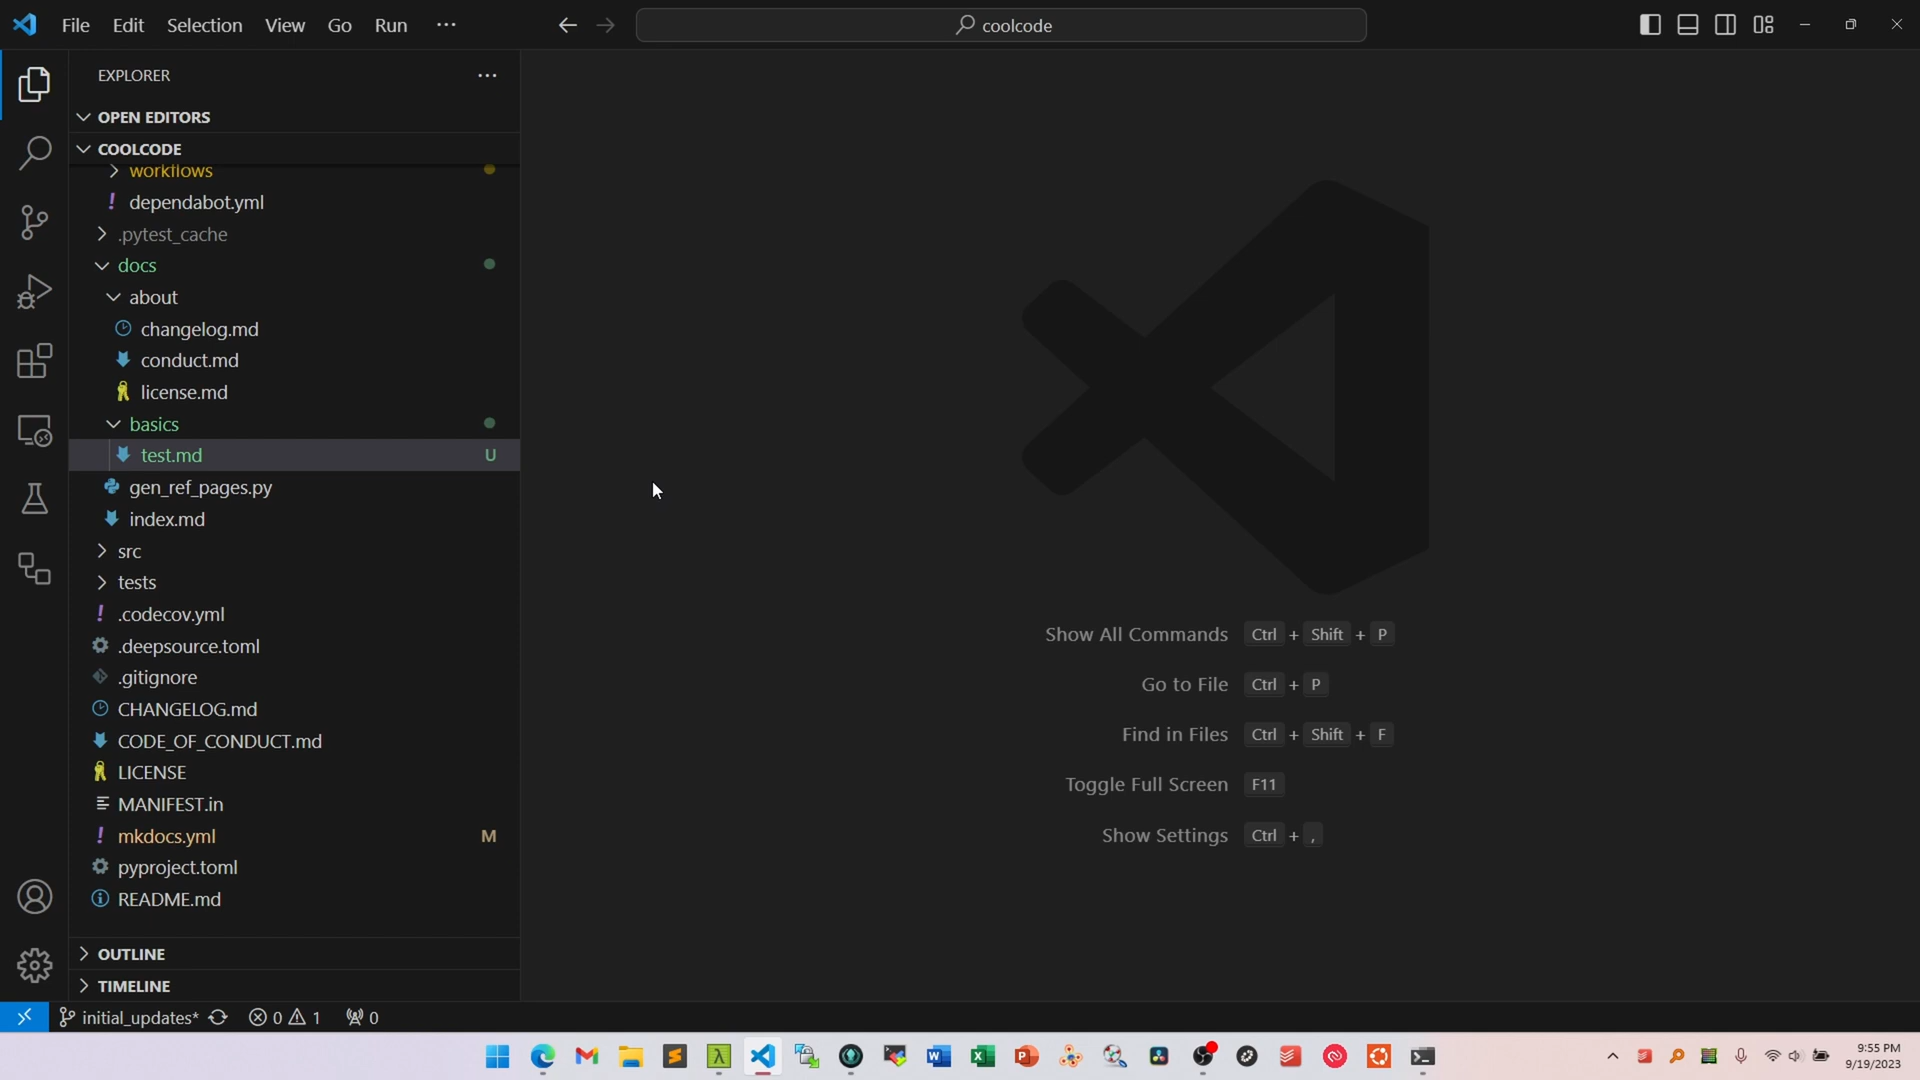 File Edit Selection View Go Run ···
coolcode
EXPLORER ···
OPEN EDITORS
COOLCODE
workflows
! dependabot.yml
.pytest_cache
docs
about
changelog.md
conduct.md
license.md
basics
test.md U
gen_ref_pages.py
index.md
src
tests
! .codecov.yml
.deepsource.toml
.gitignore
CHANGELOG.md
CODE_OF_CONDUCT.md
LICENSE
MANIFEST.in
! mkdocs.yml M
pyproject.toml
README.md
OUTLINE
TIMELINE
Show All Commands Ctrl + Shift + P
Go to File Ctrl + P
Find in Files Ctrl + Shift + F
Toggle Full Screen F11
Show Settings Ctrl + ,
initial_updates* 0 1 0
9:55 PM
9/19/2023